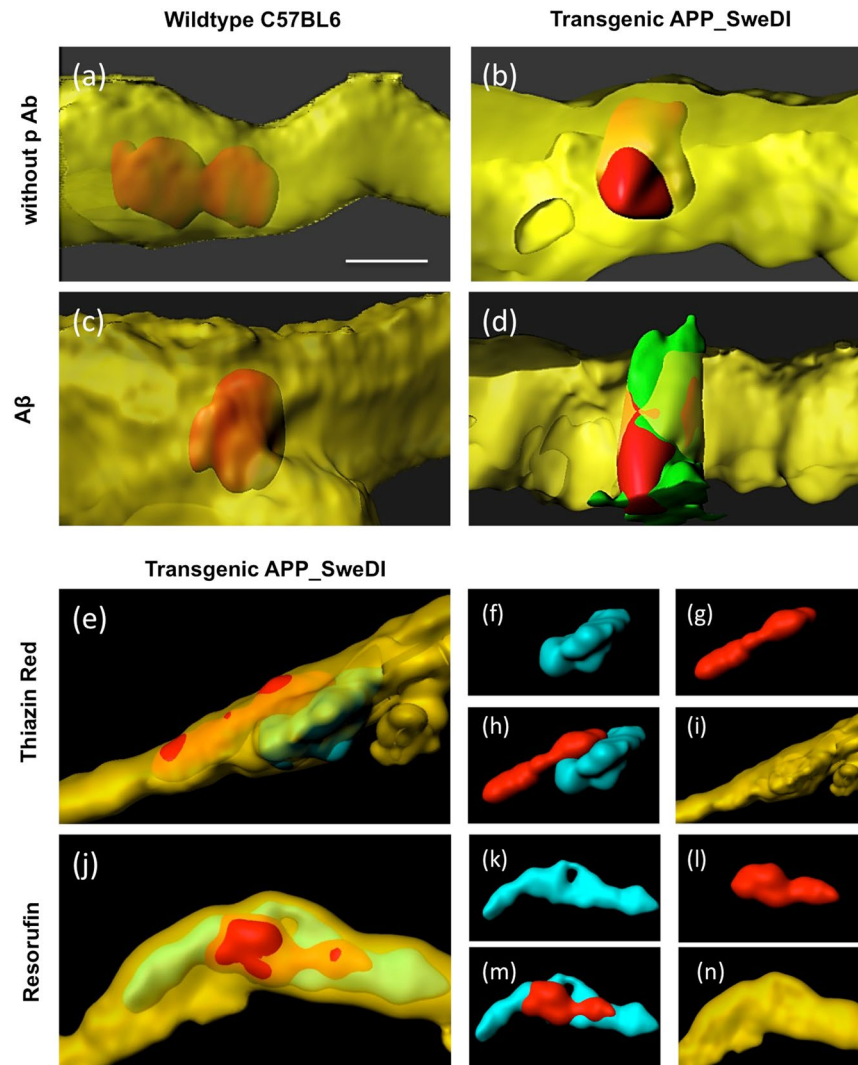 Wildtype C57BL6
Transgenic APP_SweDI
without p Ab
(a)
(b)
Aβ
(c)
(d)
Transgenic APP_SweDI
Thiazin Red
(e)
(f)
(g)
(h)
(i)
Resorufin
(j)
(k)
(l)
(m)
(n)